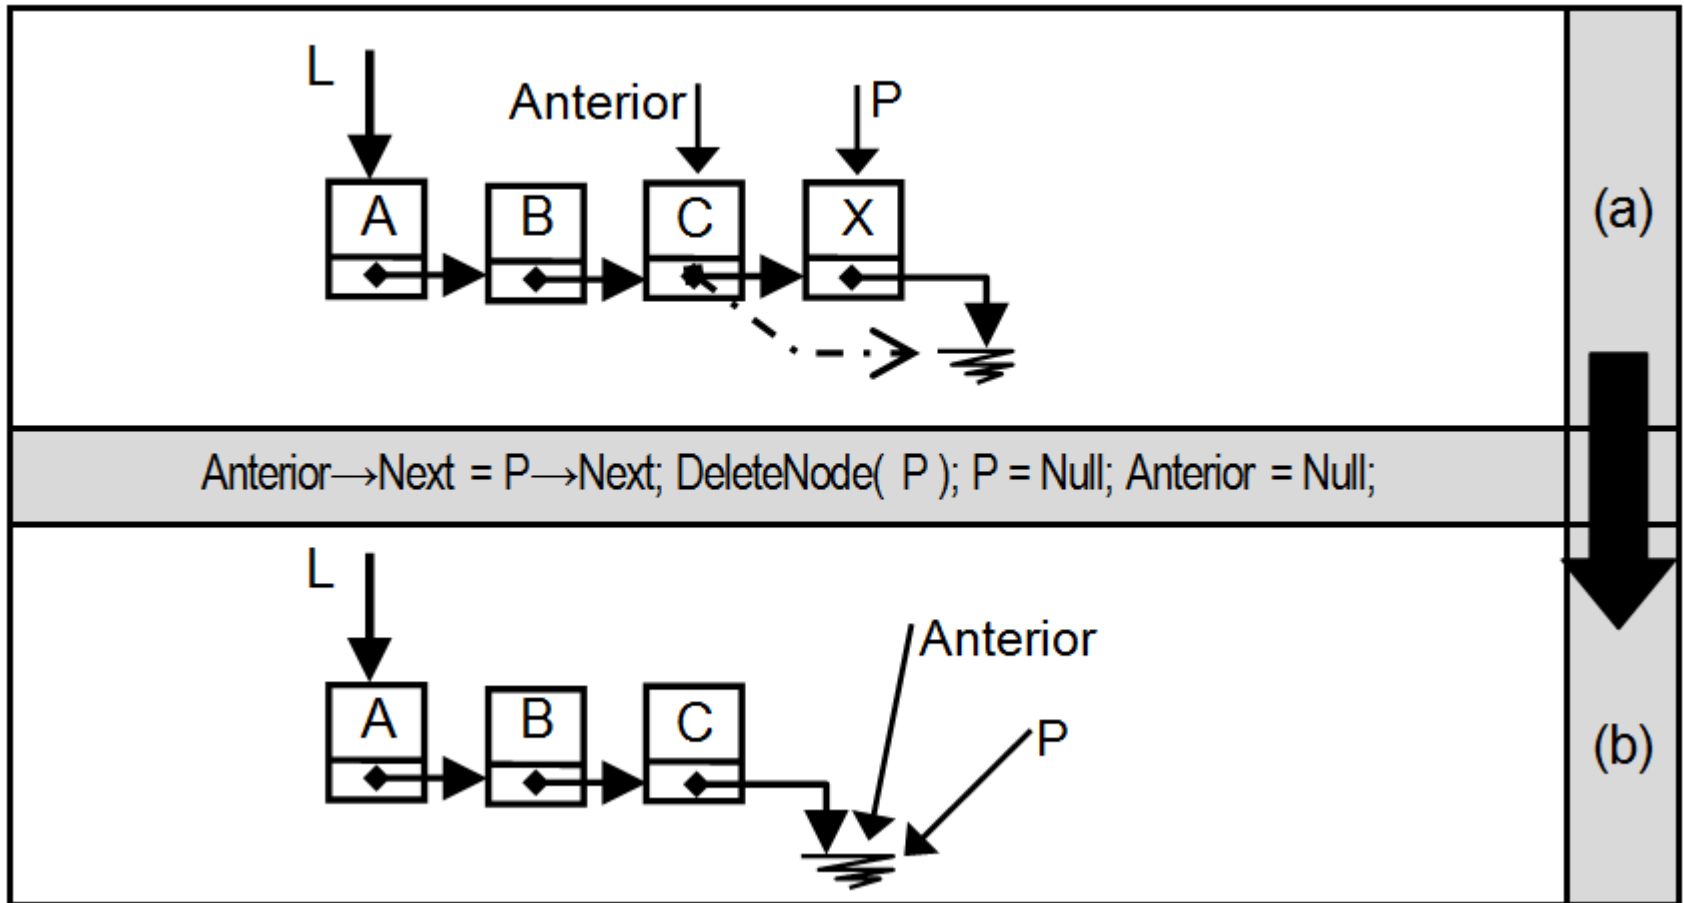 L
Anterior
P
A
B
C
X
(a)
Anterior→Next = P→Next; DeleteNode( P ); P = Null; Anterior = Null;
L
Anterior
P
A
B
C
(b)